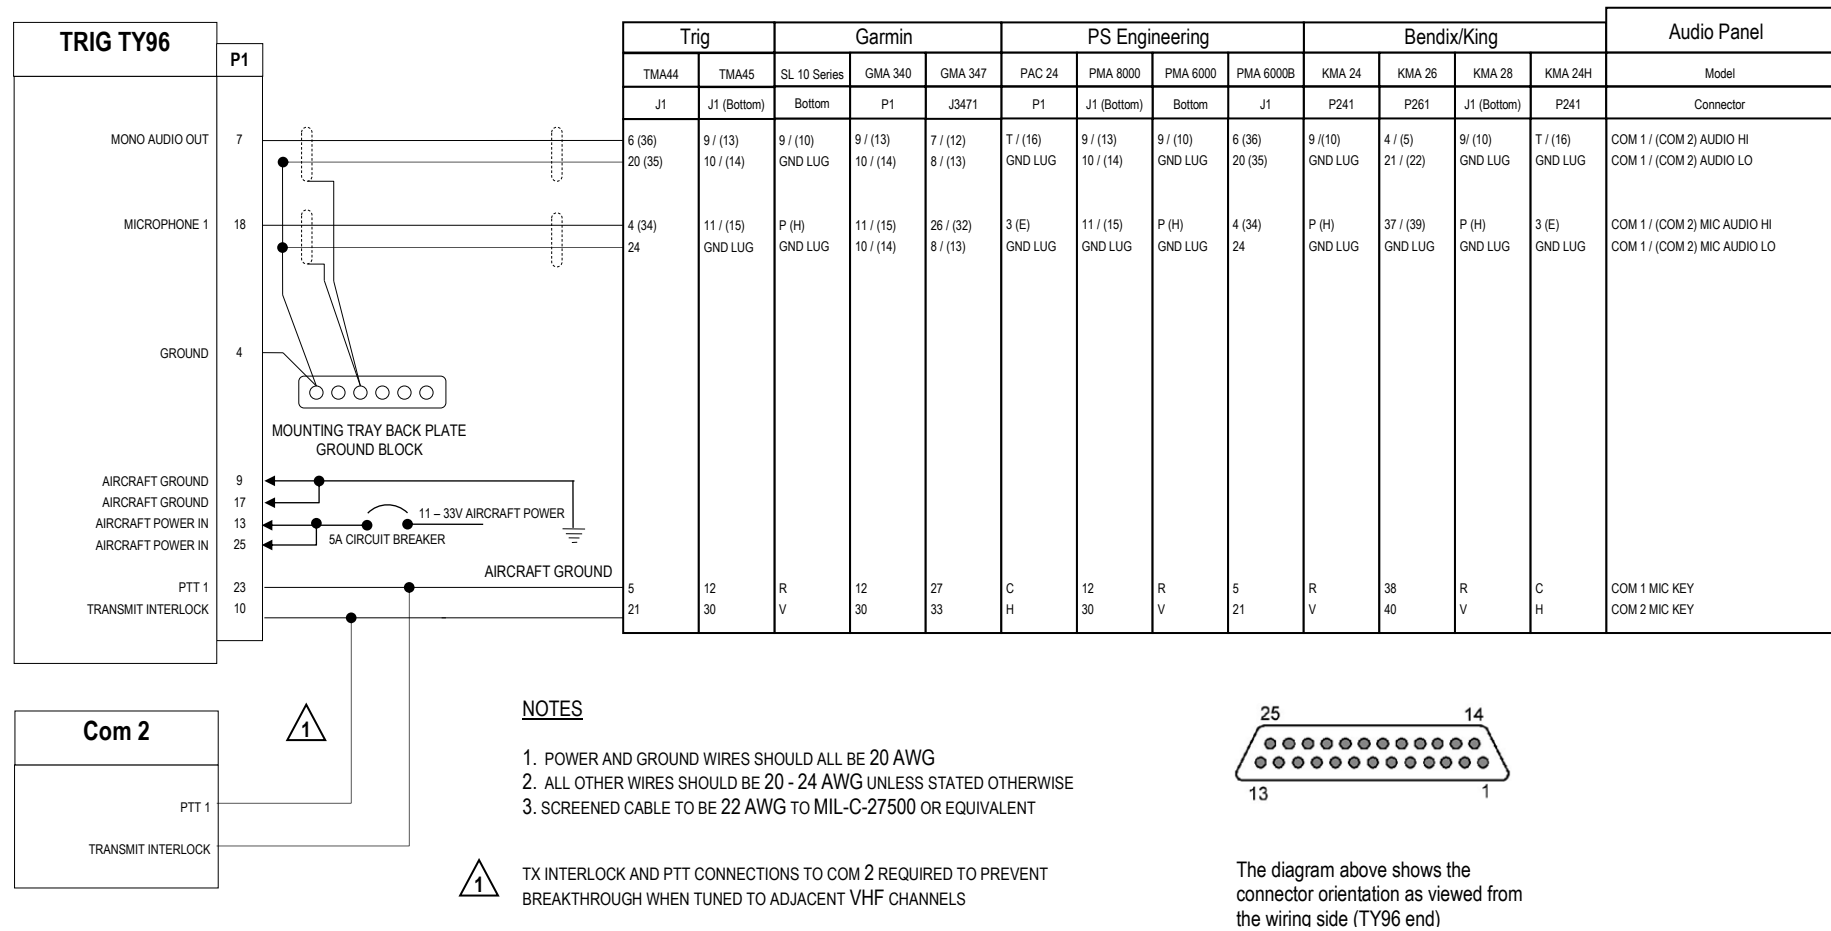 TRIG TY96
P1
MONO AUDIO OUT 7
MICROPHONE 1 18
GROUND 4
MOUNTING TRAY BACK PLATE
GROUND BLOCK
AIRCRAFT GROUND 9
AIRCRAFT GROUND 17
AIRCRAFT POWER IN 13
AIRCRAFT POWER IN 25
11 – 33V AIRCRAFT POWER
5A CIRCUIT BREAKER
AIRCRAFT GROUND
PTT 1 23
TRANSMIT INTERLOCK 10
Trig Garmin PS Engineering Bendix/King Audio Panel
TMA44 TMA45 SL 10 Series GMA 340 GMA 347 PAC 24 PMA 8000 PMA 6000 PMA 6000B KMA 24 KMA 26 KMA 28 KMA 24H Model
J1 J1 (Bottom) Bottom P1 J3471 P1 J1 (Bottom) Bottom J1 P241 P261 J1 (Bottom) P241 Connector
6 (36) 9 / (13) 9 / (10) 9 / (13) 7 / (12) T / (16) 9 / (13) 9 / (10) 6 (36) 9 /(10) 4 / (5) 9/ (10) T / (16) COM 1 / (COM 2) AUDIO HI
20 (35) 10 / (14) GND LUG 10 / (14) 8 / (13) GND LUG 10 / (14) GND LUG 20 (35) GND LUG 21 / (22) GND LUG GND LUG COM 1 / (COM 2) AUDIO LO
4 (34) 11 / (15) P (H) 11 / (15) 26 / (32) 3 (E) 11 / (15) P (H) 4 (34) P (H) 37 / (39) P (H) 3 (E) COM 1 / (COM 2) MIC AUDIO HI
24 GND LUG GND LUG 10 / (14) 8 / (13) GND LUG GND LUG GND LUG 24 GND LUG GND LUG GND LUG GND LUG COM 1 / (COM 2) MIC AUDIO LO
5 12 R 12 27 C 12 R 5 R 38 R C COM 1 MIC KEY
21 30 V 30 33 H 30 V 21 V 40 V H COM 2 MIC KEY
Com 2
PTT 1
TRANSMIT INTERLOCK
1
NOTES
1. POWER AND GROUND WIRES SHOULD ALL BE 20 AWG
2. ALL OTHER WIRES SHOULD BE 20 - 24 AWG UNLESS STATED OTHERWISE
3. SCREENED CABLE TO BE 22 AWG TO MIL-C-27500 OR EQUIVALENT
1
TX INTERLOCK AND PTT CONNECTIONS TO COM 2 REQUIRED TO PREVENT
BREAKTHROUGH WHEN TUNED TO ADJACENT VHF CHANNELS
25 14
13 1
The diagram above shows the
connector orientation as viewed from
the wiring side (TY96 end)